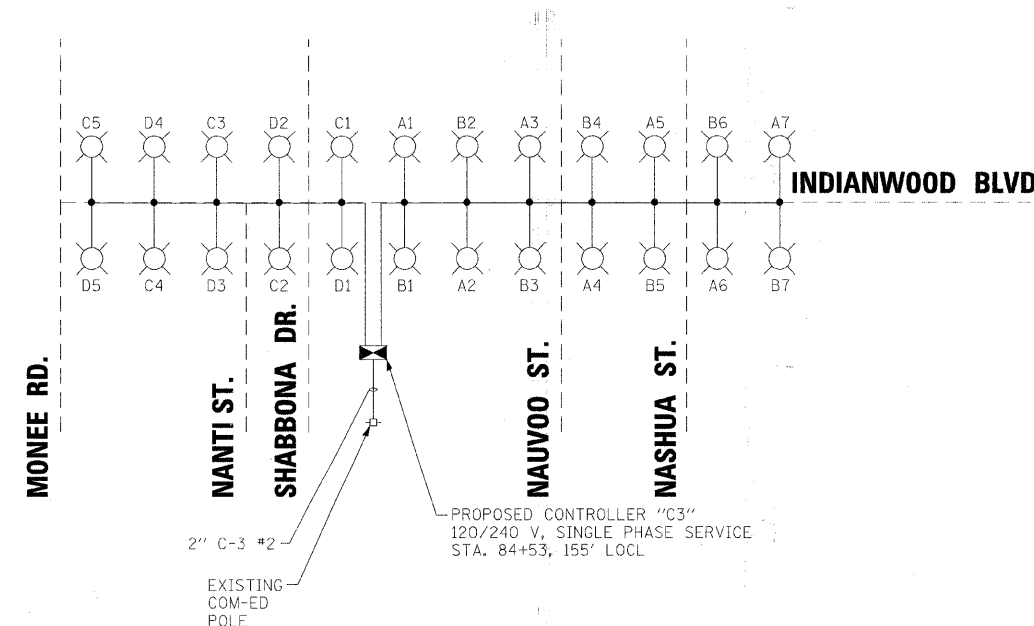 C5 D4 C3 D2 C1 A1 B2 A3 B4 A5 B6 A7
INDIANWOOD BLVD
D5 C4 D3 C2 D1 B1 A2 B3 A4 B5 A6 B7
MONEE RD.
NANTI ST.
SHABBONA DR.
NAUVOO ST.
NASHUA ST.
PROPOSED CONTROLLER "C3"
120/240 V, SINGLE PHASE SERVICE
STA. 84+53, 155' LOCL
2" C-3 #2
EXISTING
COM-ED
POLE